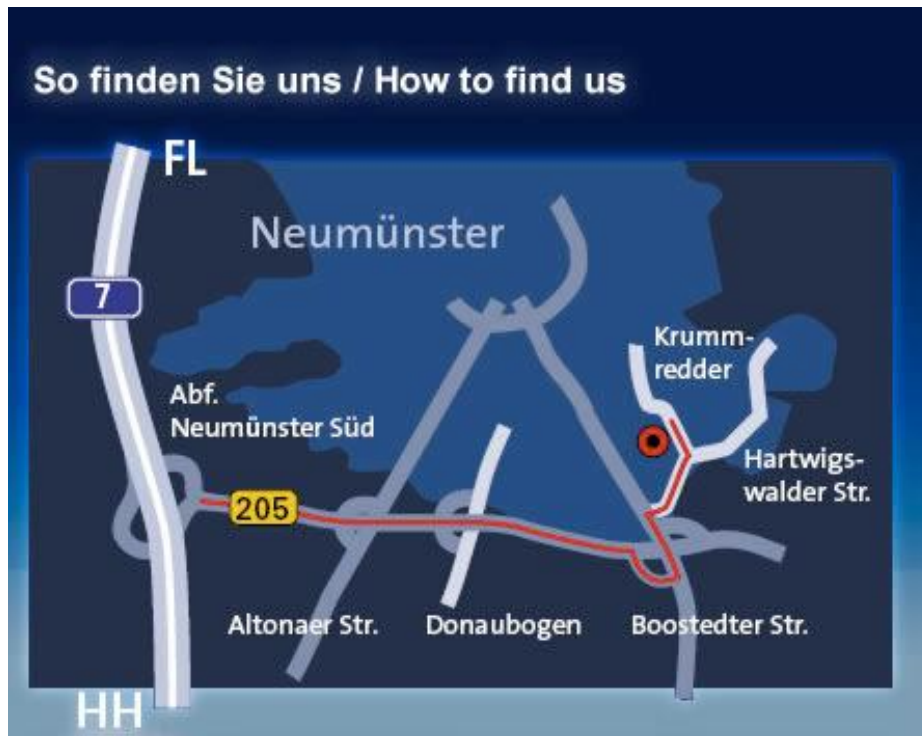 So finden Sie uns / How to find us
FL
Neumünster
7
Krumm-
redder
Abf.
Neumünster Süd
Hartwigs-
walder Str.
205
Altonaer Str.
Donaubogen
Boostedter Str.
HH